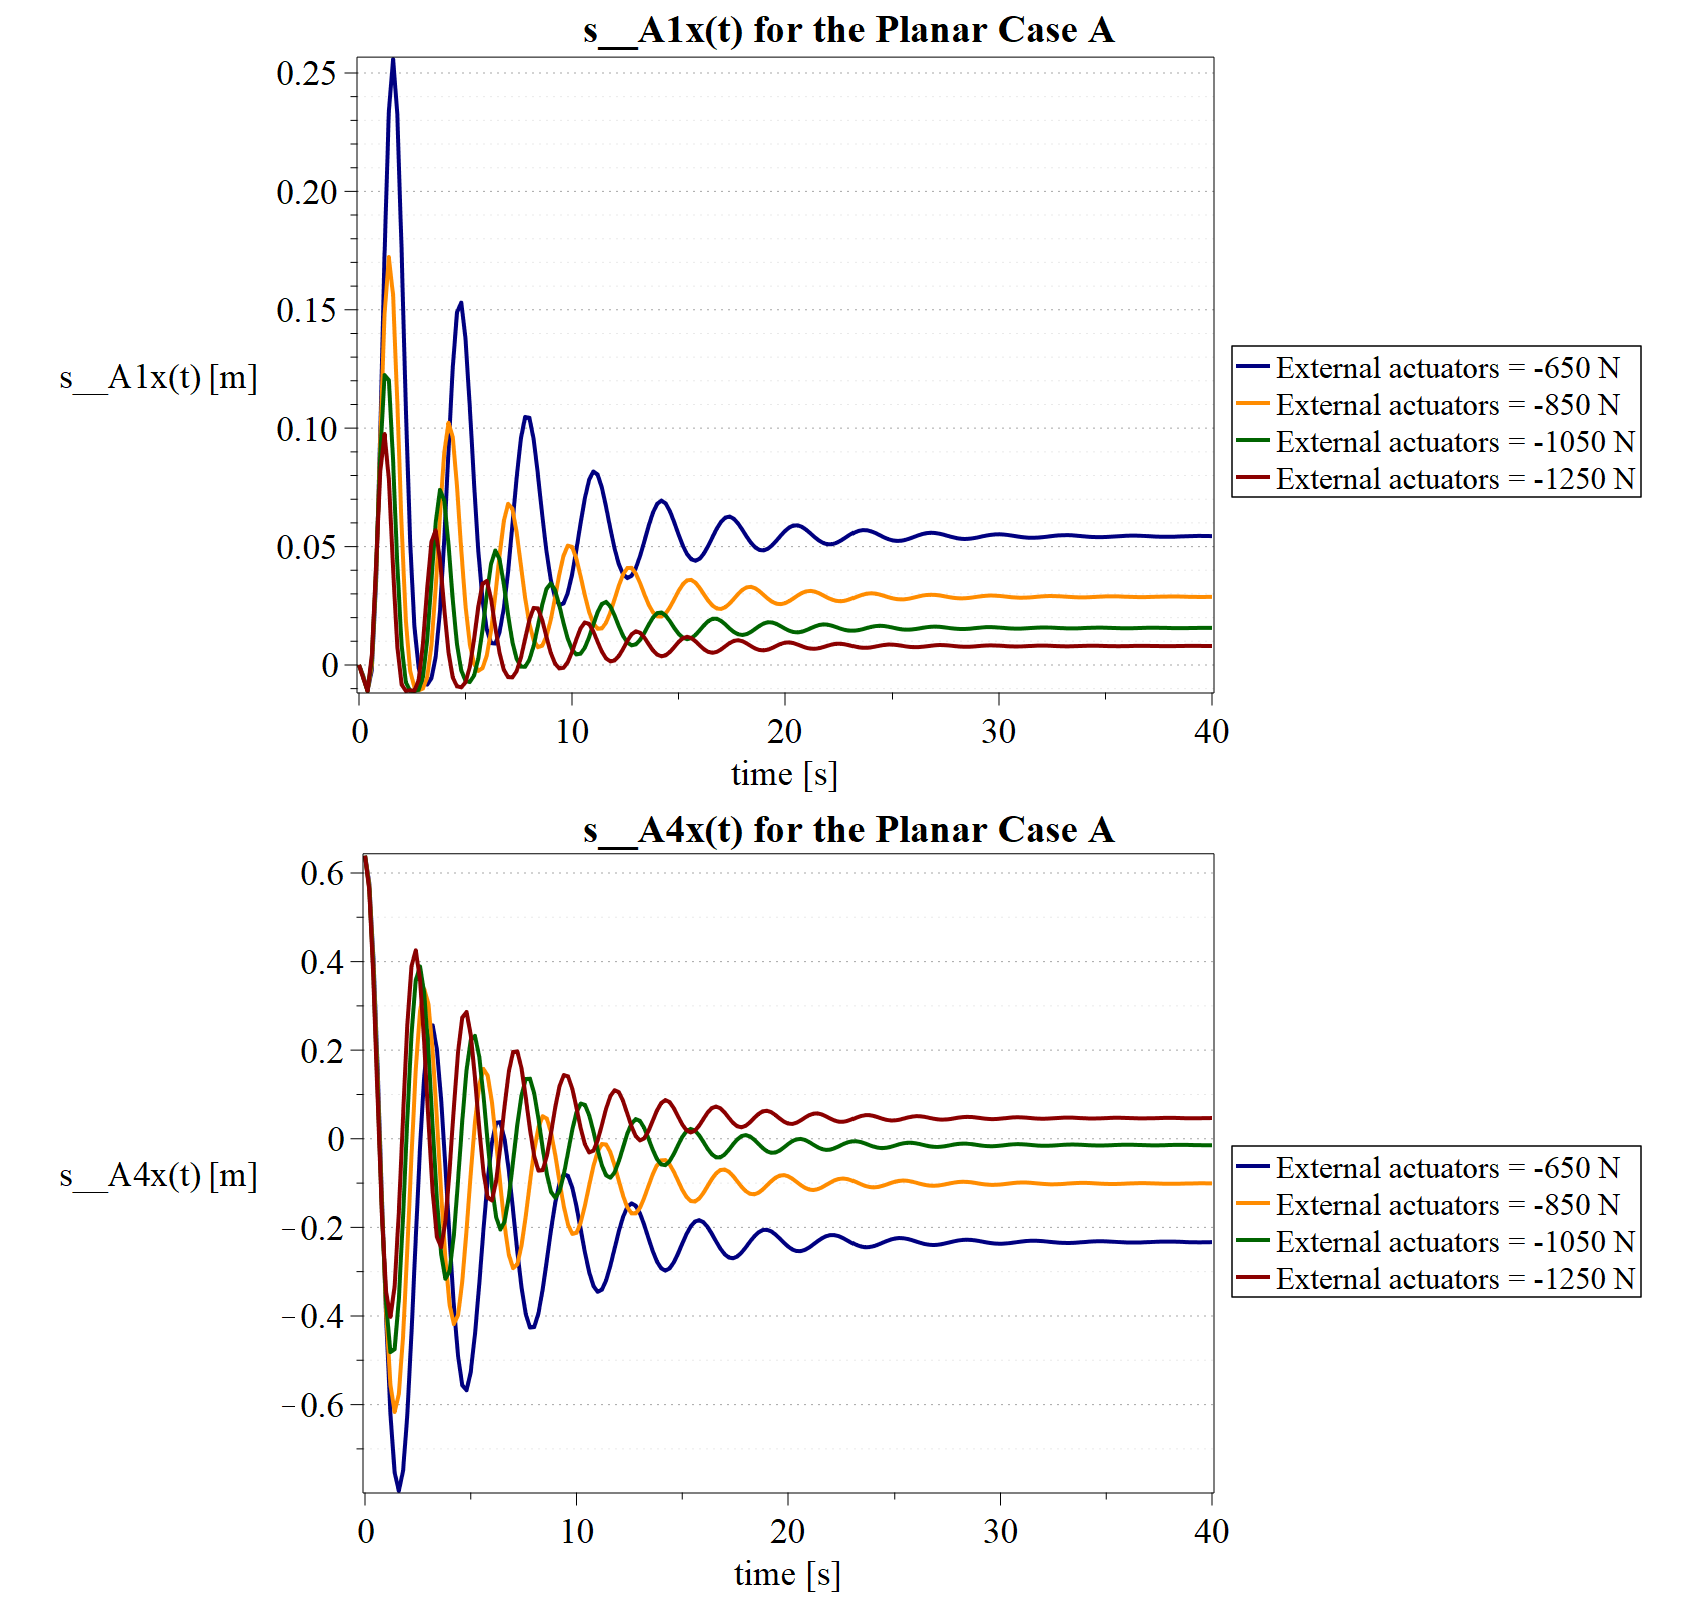 s__A1x(t) for the Planar Case A
0.25
0.20
0.15
s__A1x(t) [m]
0.10
0.05
0
0 10 20 30 40
time [s]
External actuators = -650 N
External actuators = -850 N
External actuators = -1050 N
External actuators = -1250 N
s__A4x(t) for the Planar Case A
0.6
0.4
0.2
0
s__A4x(t) [m]
−0.2
−0.4
−0.6
0 10 20 30 40
time [s]
External actuators = -650 N
External actuators = -850 N
External actuators = -1050 N
External actuators = -1250 N